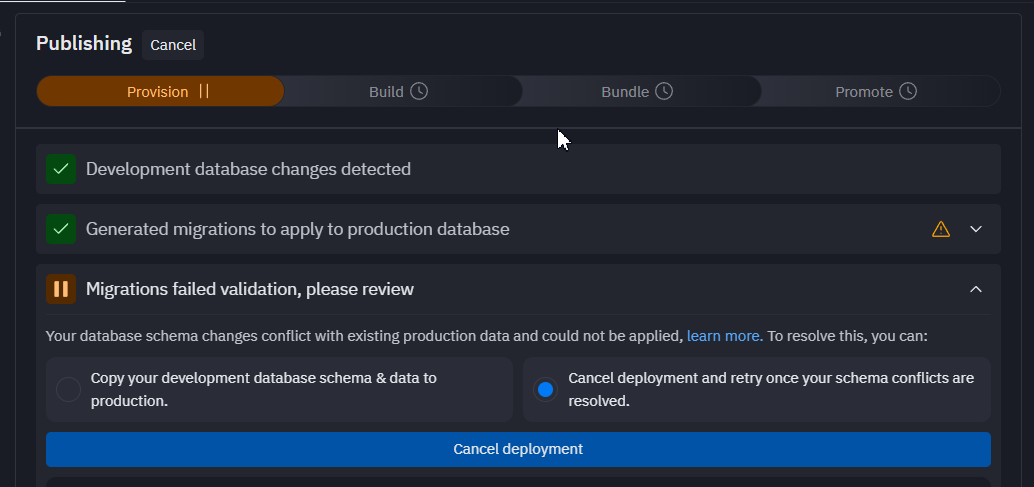 Publishing Cancel
Provision Build Bundle Promote
Development database changes detected
Generated migrations to apply to production database
Migrations failed validation, please review
Your database schema changes conflict with existing production data and could not be applied, learn more. To resolve this, you can:
Copy your development database schema & data to
production.
Cancel deployment and retry once your schema conflicts are
resolved.
Cancel deployment